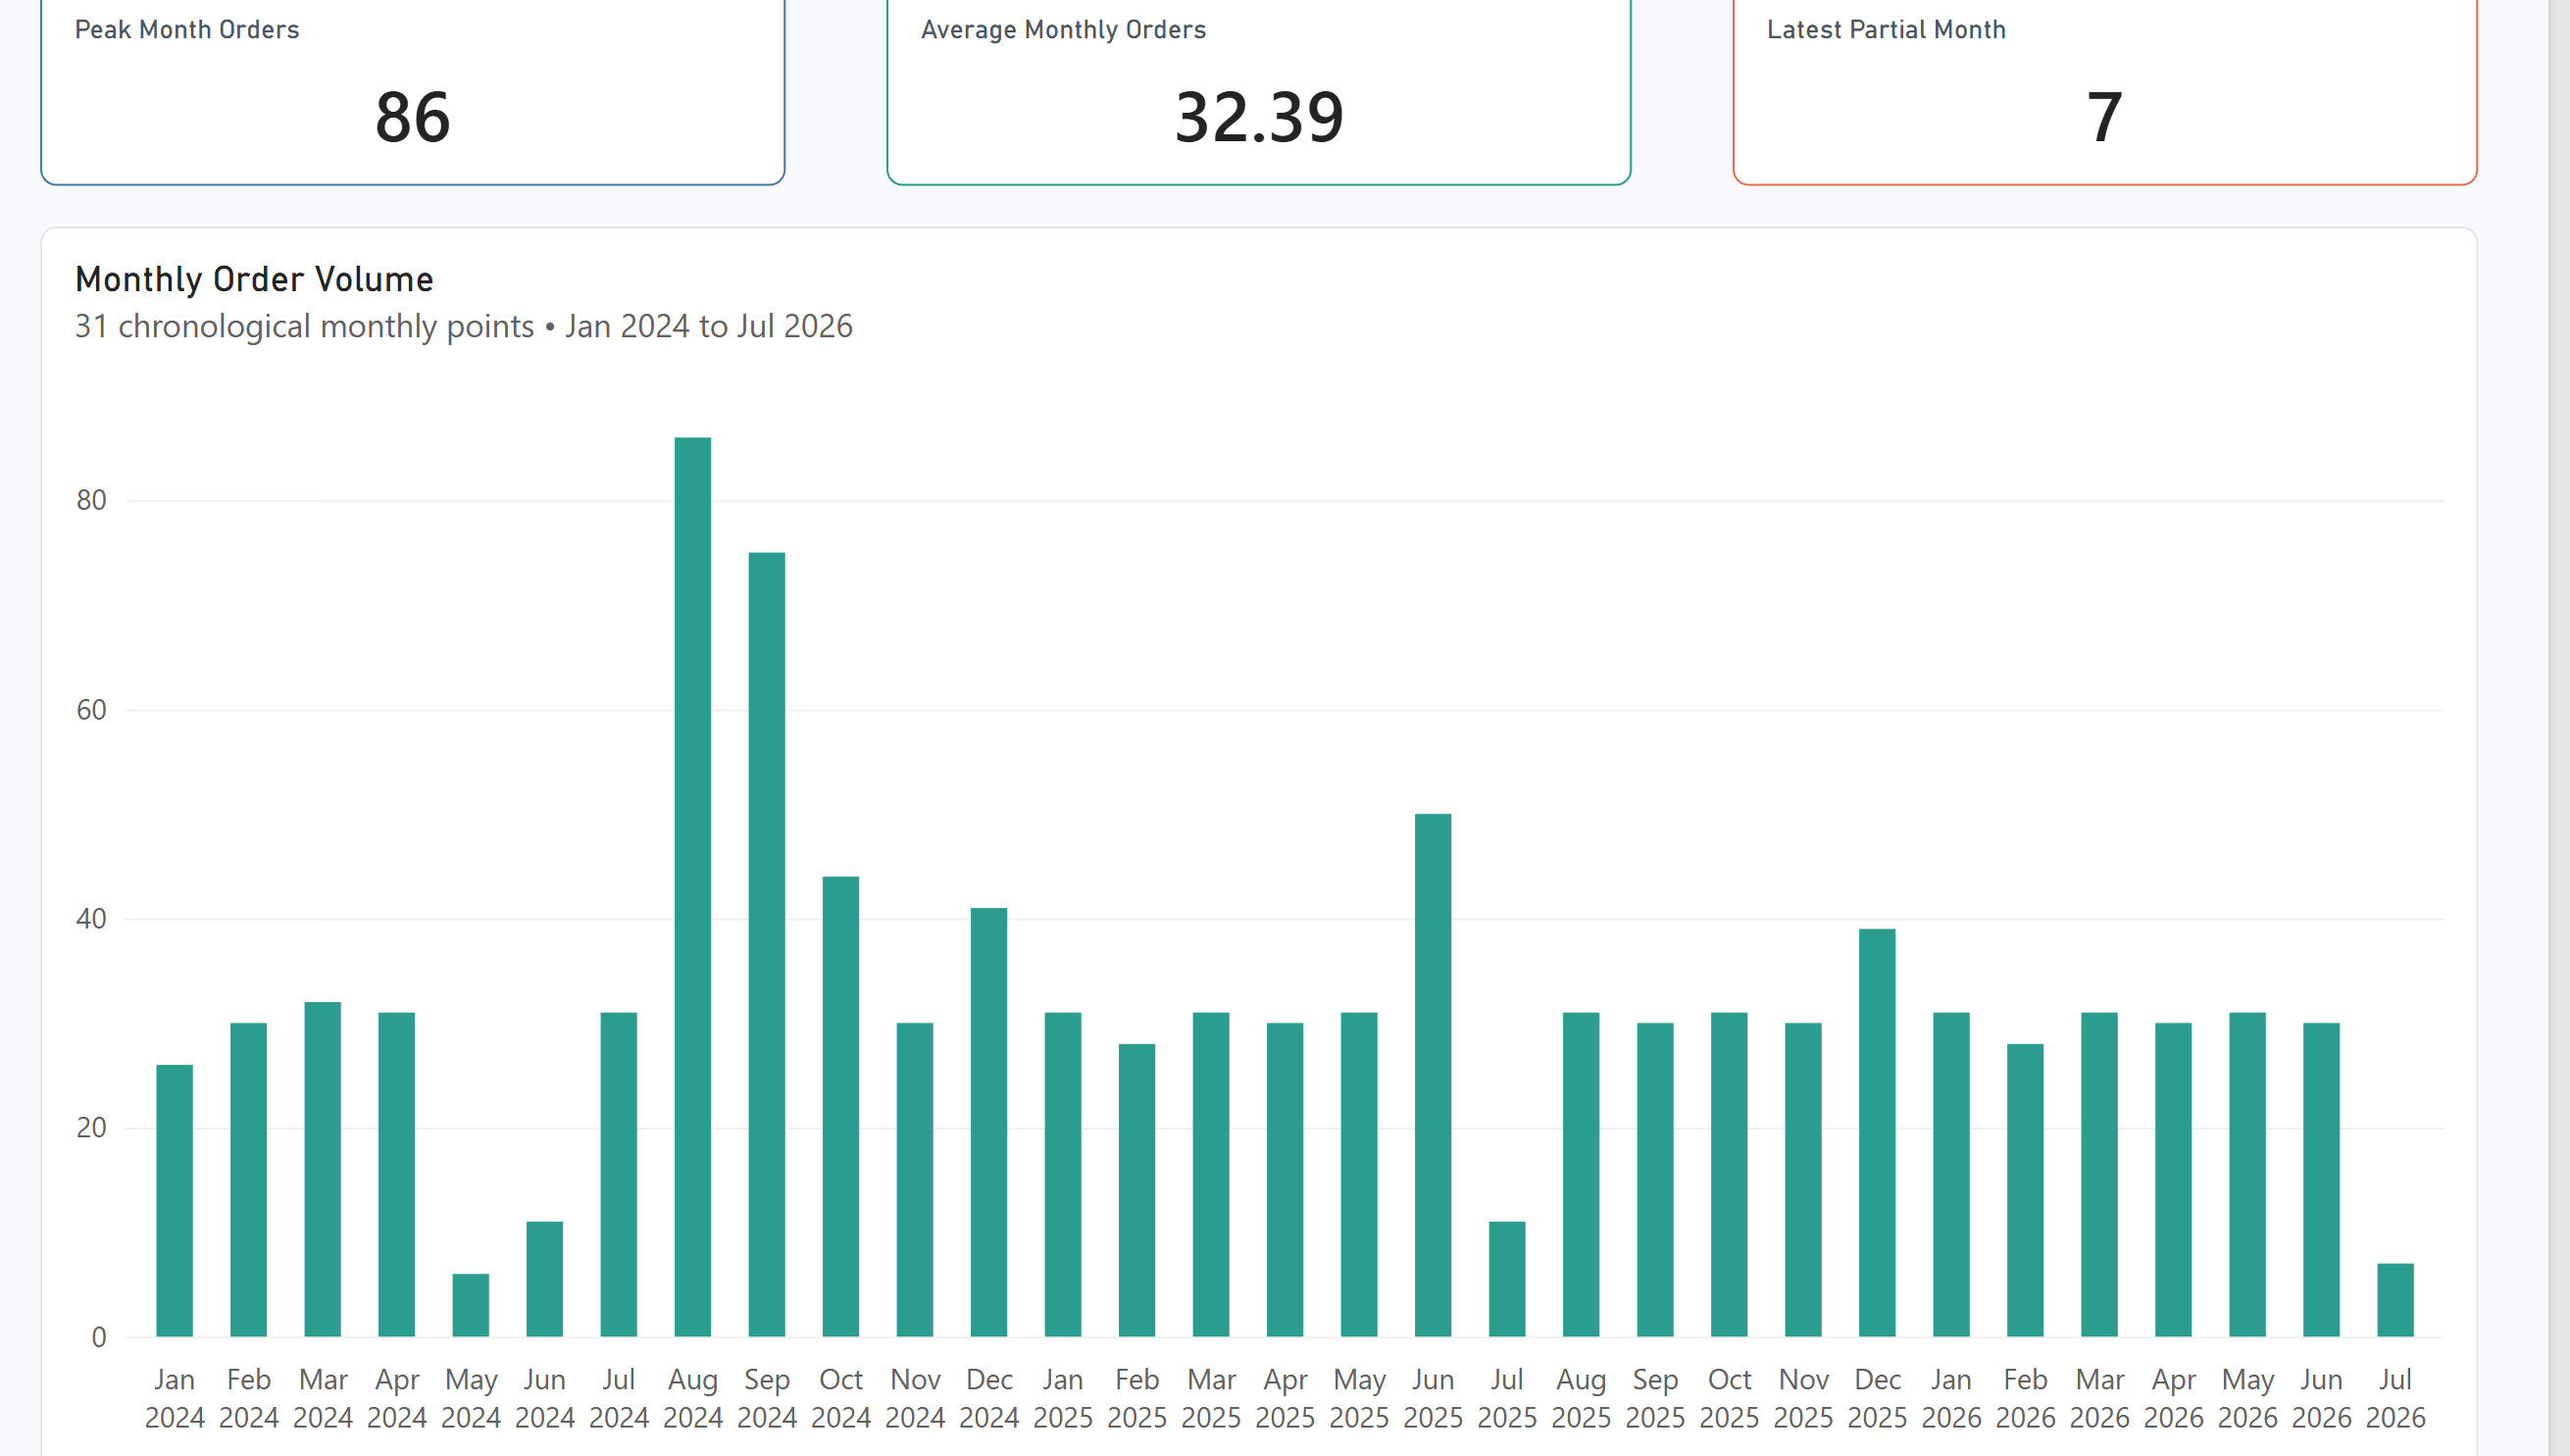 Peak Month Orders
86
Average Monthly Orders
32.39
Latest Partial Month
7
Monthly Order Volume
31 chronological monthly points • Jan 2024 to Jul 2026
80
60
40
20
0
Jan Feb Mar Apr May Jun Jul Aug Sep Oct Nov Dec Jan Feb Mar Apr May Jun Jul Aug Sep Oct Nov Dec Jan Feb Mar Apr May Jun Jul
2024 2024 2024 2024 2024 2024 2024 2024 2024 2024 2024 2024 2025 2025 2025 2025 2025 2025 2025 2025 2025 2025 2025 2025 2026 2026 2026 2026 2026 2026 2026